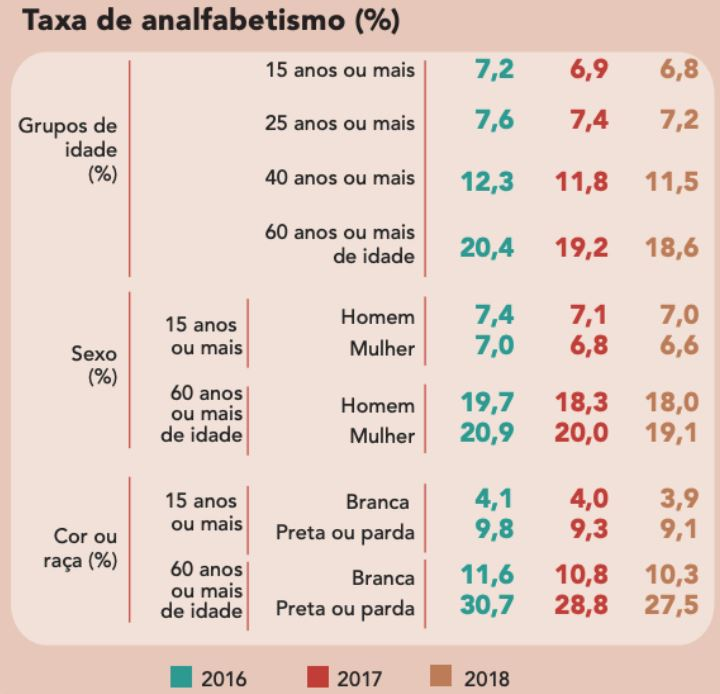 Taxa de analfabetismo (%)
Grupos de
idade
(%)
15 anos ou mais 7,2 6,9 6,8
25 anos ou mais 7,6 7,4 7,2
40 anos ou mais 12,3 11,8 11,5
60 anos ou mais
de idade 20,4 19,2 18,6
Sexo
(%)
15 anos
ou mais
Homem 7,4 7,1 7,0
Mulher 7,0 6,8 6,6
60 anos
ou mais
de idade
Homem 19,7 18,3 18,0
Mulher 20,9 20,0 19,1
Cor ou
raça (%)
15 anos
ou mais
Branca 4,1 4,0 3,9
Preta ou parda 9,8 9,3 9,1
60 anos
ou mais
de idade
Branca 11,6 10,8 10,3
Preta ou parda 30,7 28,8 27,5
2016 2017 2018